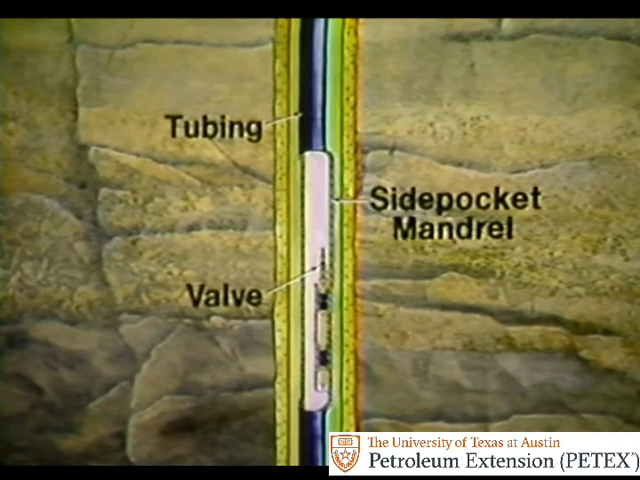 Tubing
Sidepocket
Mandrel
Valve
The University of Texas at Austin
Petroleum Extension (PETEX®)